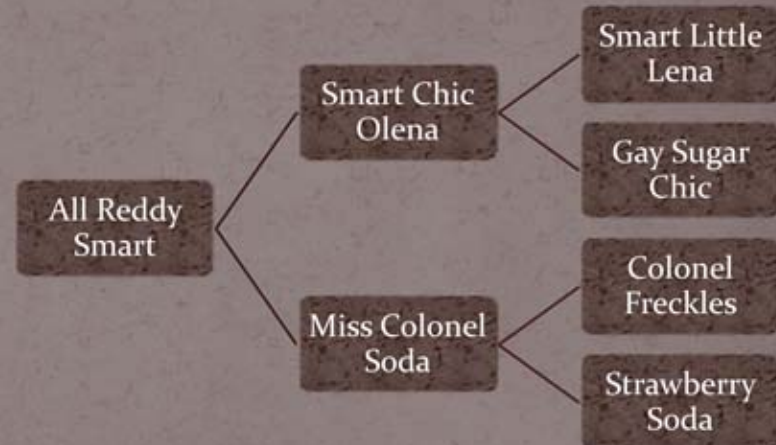 All Reddy
Smart
Smart Chic
Olena
Miss Colonel
Soda
Smart Little
Lena
Gay Sugar
Chic
Colonel
Freckles
Strawberry
Soda